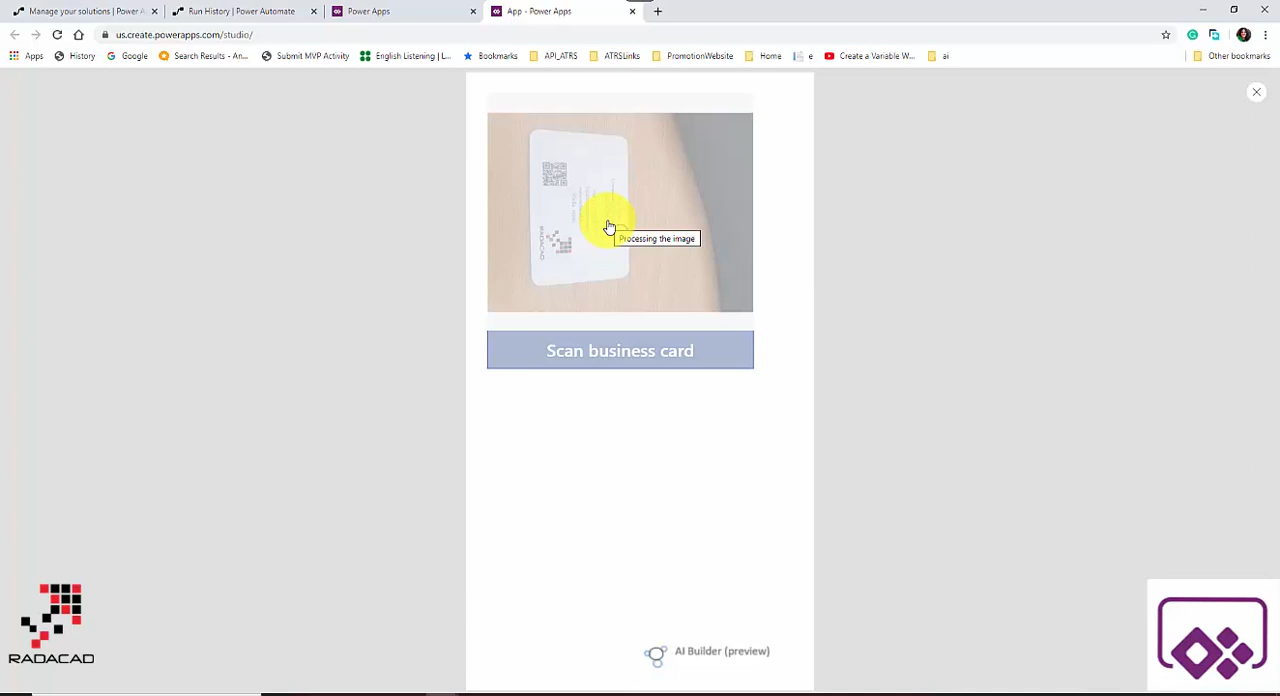 Manage your solutions | Power A
Run History | Power Automate
Power Apps
App - Power Apps
us.create.powerapps.com/studio/
Apps
History
Google
Search Results - An...
Submit MVP Activity
English Listening | L...
Bookmarks
API_ATRS
ATRSLinks
PromotionWebsite
Home
e
Create a Variable W...
ai
Other bookmarks
RADACAD
Processing the image
Scan business card
AI Builder (preview)
RADACAD